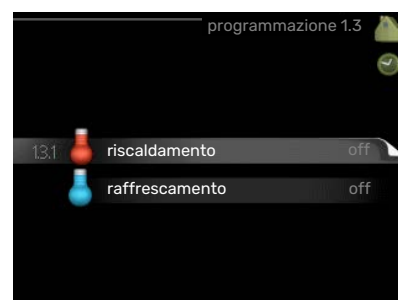 programmazione 1.3
1.3.1 riscaldamento off
raffrescamento off